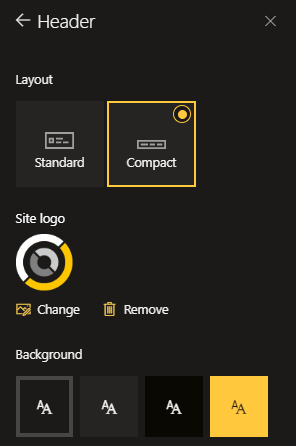 Header
Layout
Standard
Compact
Site logo
Change
Remove
Background
AA
AA
AA
AA